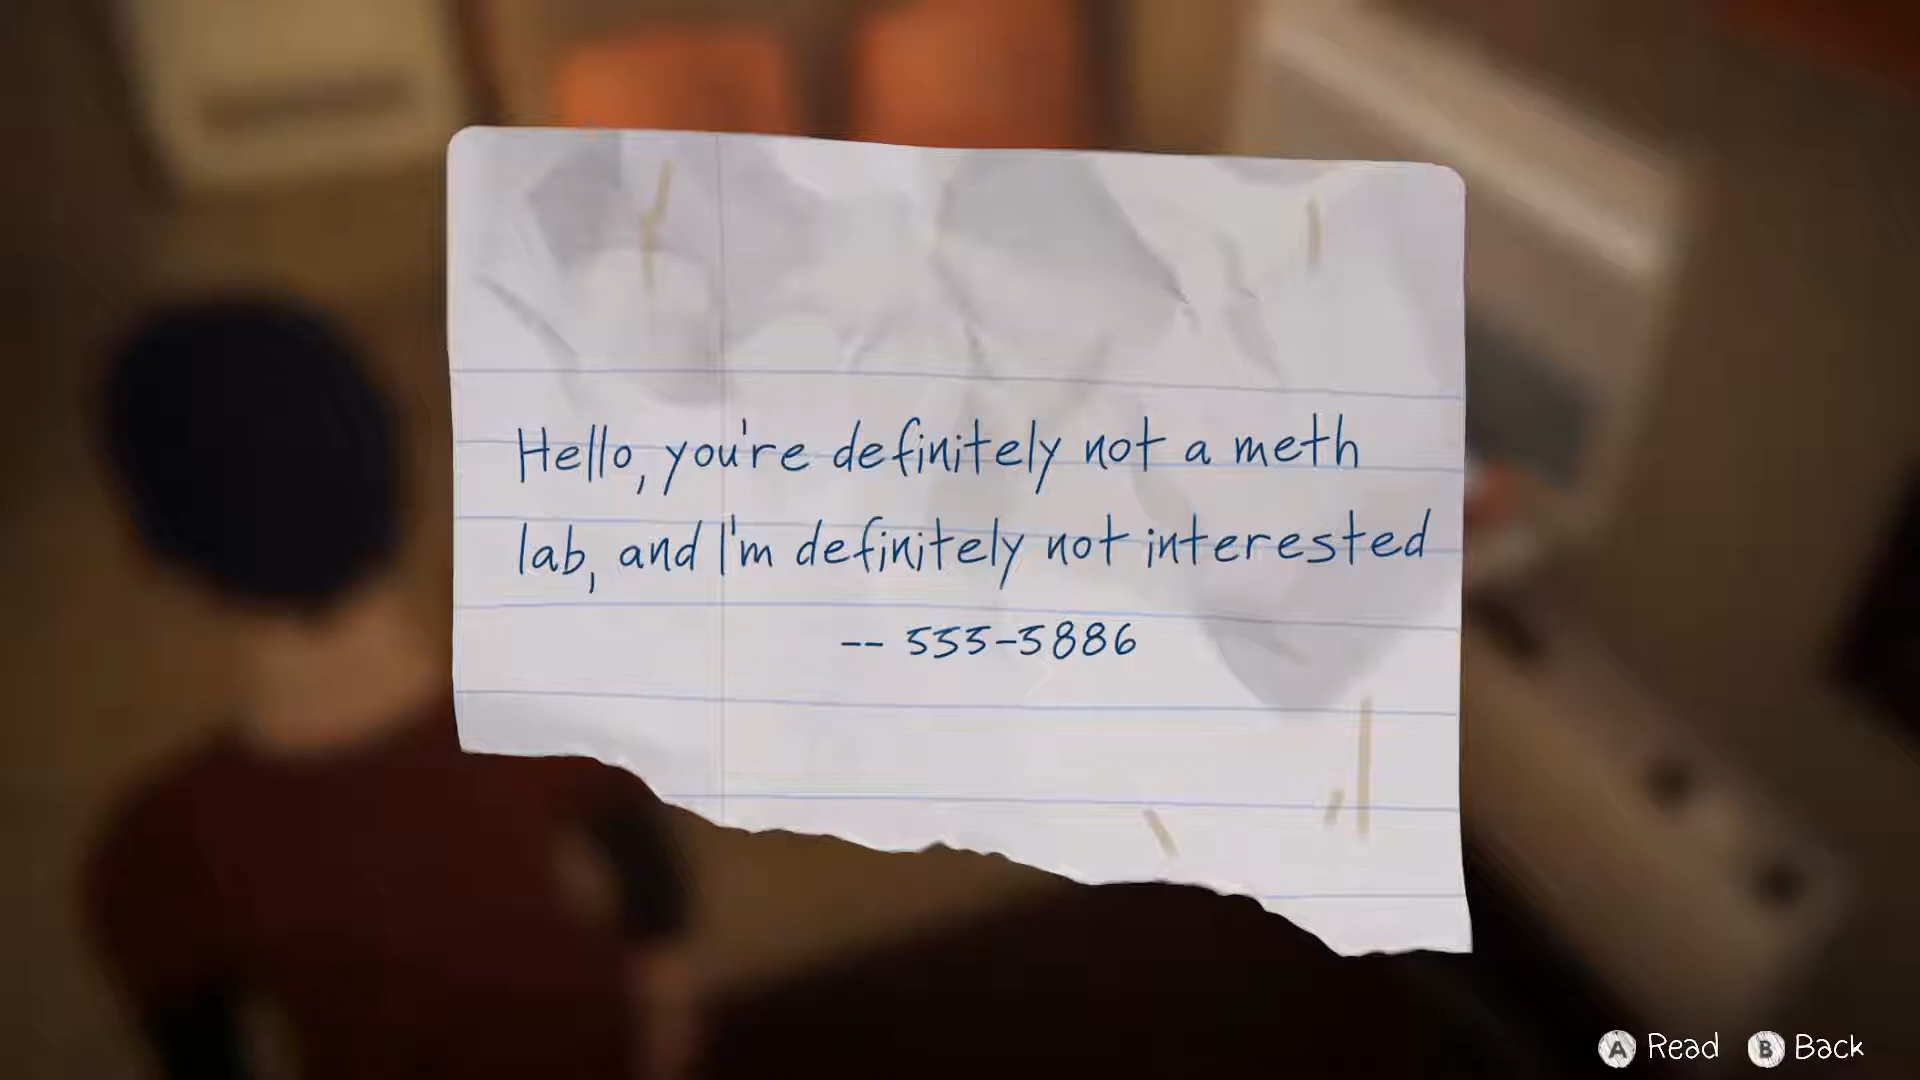 Hello, you're definitely not a meth
lab, and I'm definitely not interested
-- 555-5886
A Read B Back